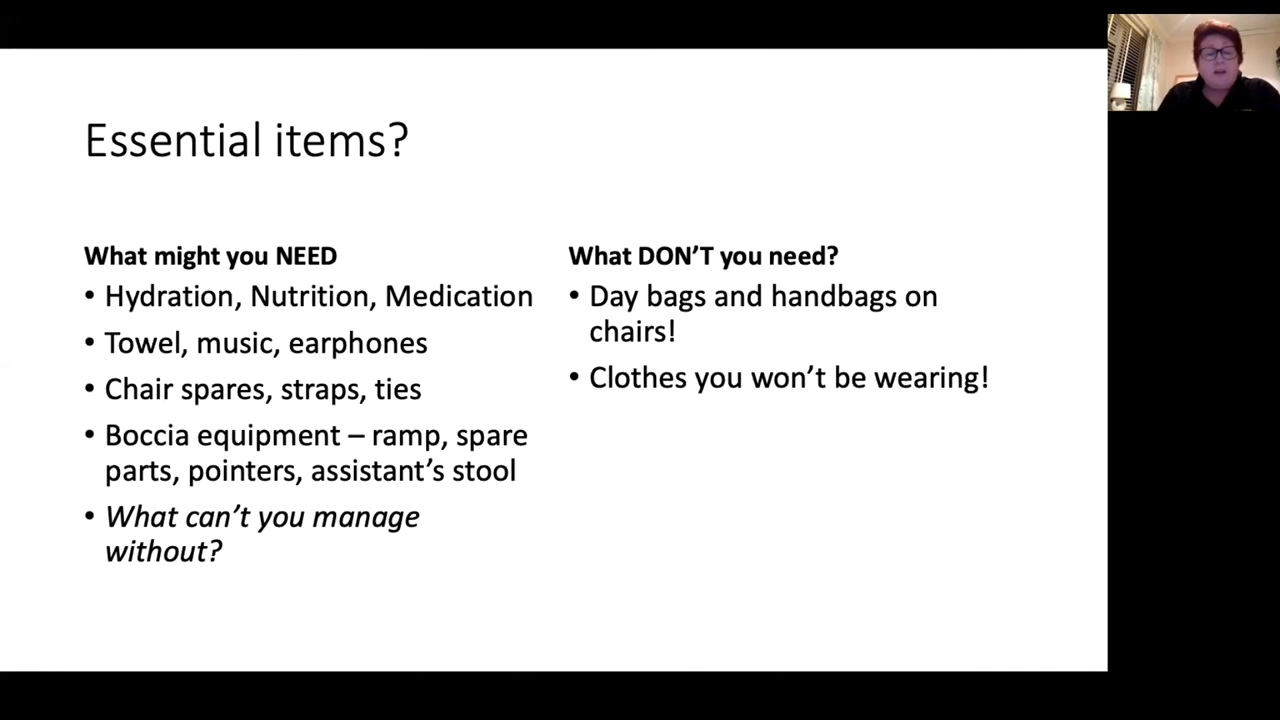 Essential items?
What might you NEED
• Hydration, Nutrition, Medication
• Towel, music, earphones
• Chair spares, straps, ties
• Boccia equipment – ramp, spare
parts, pointers, assistant’s stool
• What can’t you manage
without?
What DON’T you need?
• Day bags and handbags on
chairs!
• Clothes you won’t be wearing!